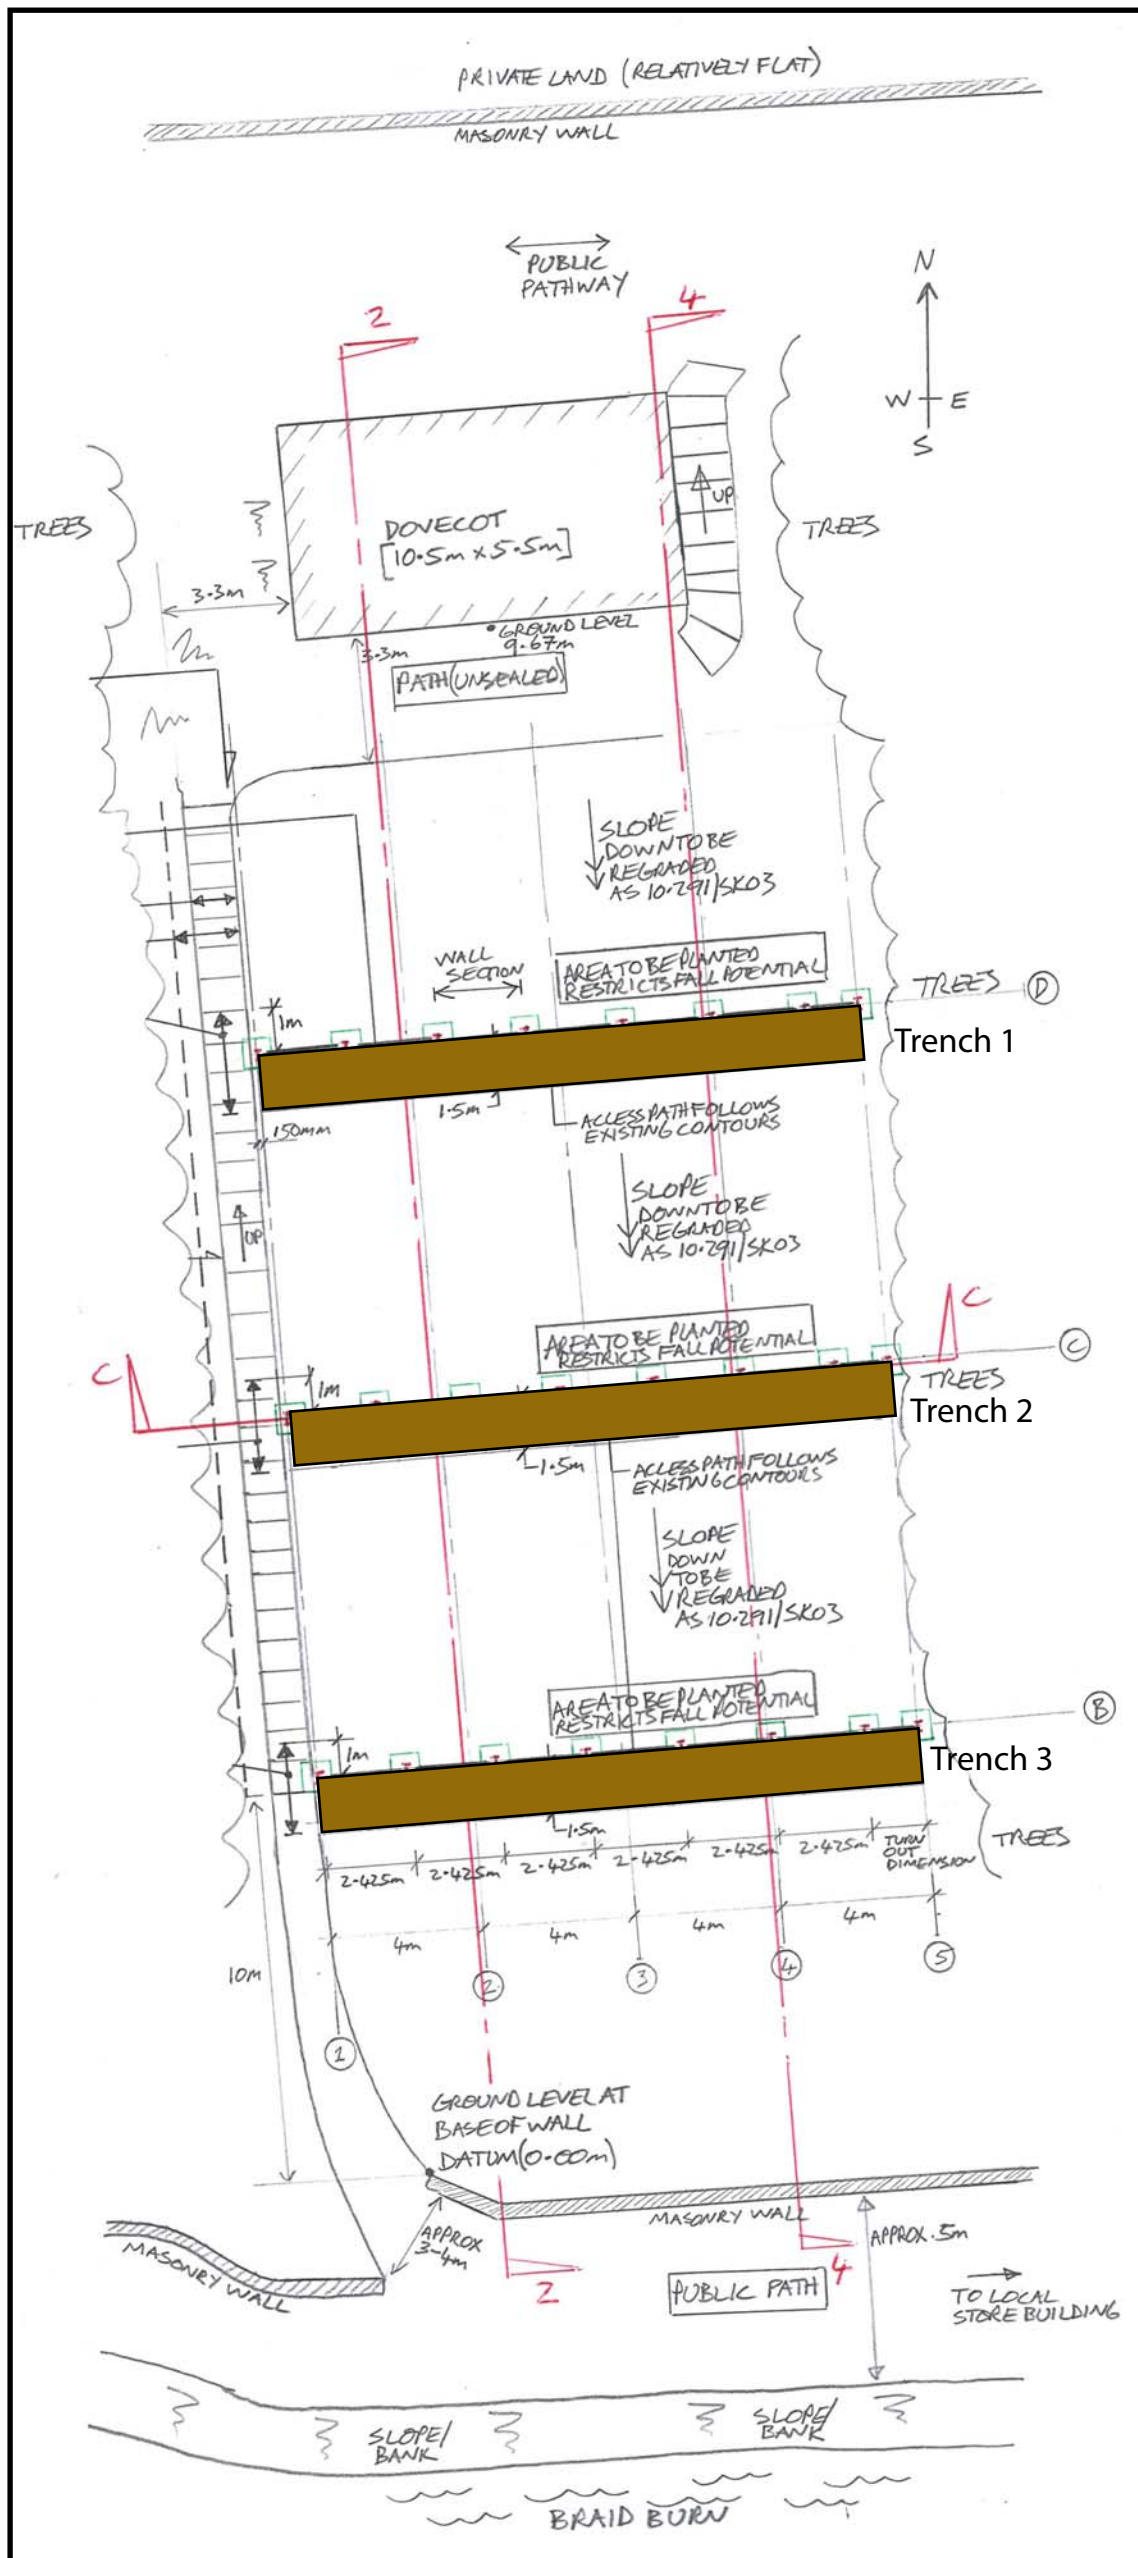 PRIVATE LAND (RELATIVELY FLAT)
MASONRY WALL
PUBLIC
PATHWAY
N
W E
S
2
4
TREES
DOVECOT
[10.5m x 5.5m]
UP
TREES
3.3m
GROUND LEVEL
9.67m
3.3m
PATH (UNSEALED)
SLOPE
DOWN TO BE
REGRADED
AS 10.291/SK03
WALL
SECTION
AREA TO BE PLANTED
RESTRICTS FALL POTENTIAL
TREES
D
1m
Trench 1
1.5m
ACCESS PATH FOLLOWS
EXISTING CONTOURS
150mm
SLOPE
DOWN TO BE
REGRADED
AS 10.291/SK03
UP
C
C
AREA TO BE PLANTED
RESTRICTS FALL POTENTIAL
C
1m
TREES
Trench 2
1.5m
ACCESS PATH FOLLOWS
EXISTING CONTOURS
SLOPE
DOWN
TO BE
REGRADED
AS 10.291/SK03
AREA TO BE PLANTED
RESTRICTS FALL POTENTIAL
B
1m
Trench 3
1.5m
TREES
2.425m 2.425m 2.425m 2.425m 2.425m 2.425m
TURN
OUT
DIMENSION
4m 4m 4m 4m
10m
1 2 3 4 5
GROUND LEVEL AT
BASE OF WALL
DATUM (0.00m)
MASONRY WALL
APPROX
3-4m
MASONRY WALL
APPROX. 5m
2
4
PUBLIC PATH
TO LOCAL
STORE BUILDING
SLOPE/
BANK
SLOPE/
BANK
BRAID BURN